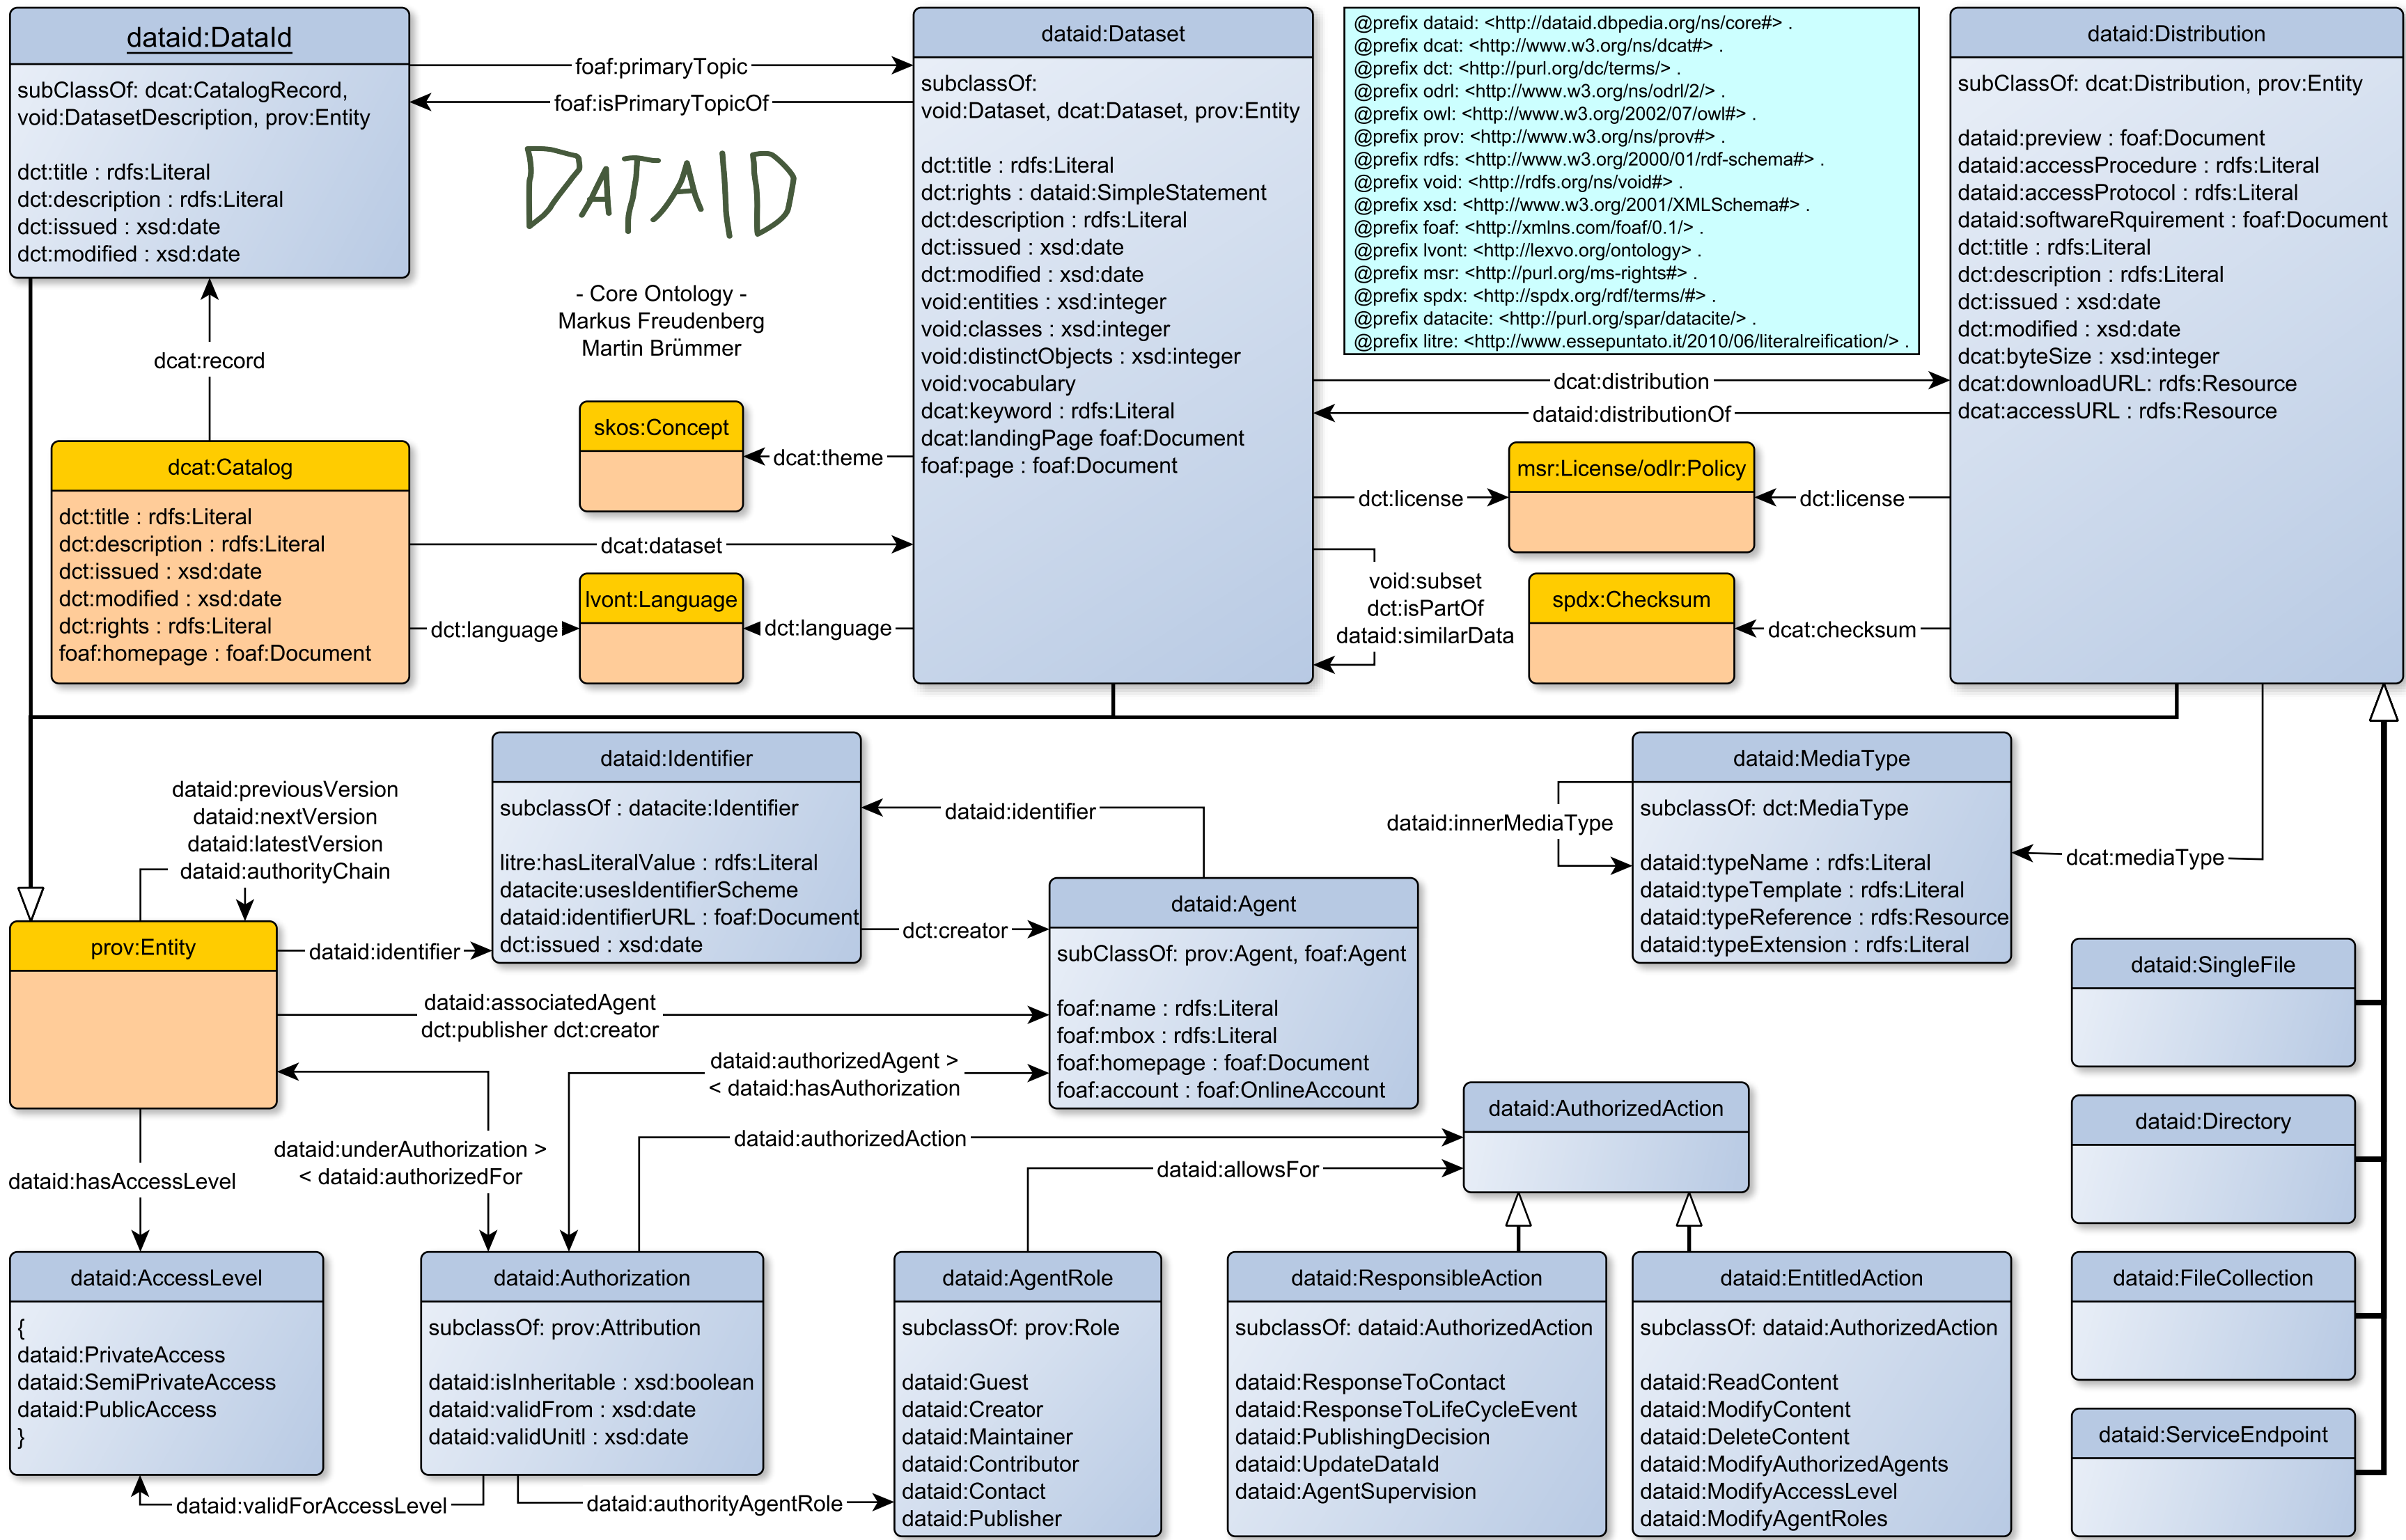 dataid:DataId
subClassOf: dcat:CatalogRecord,
void:DatasetDescription, prov:Entity
dct:title : rdfs:Literal
dct:description : rdfs:Literal
dct:issued : xsd:date
dct:modified : xsd:date
foaf:primaryTopic
foaf:isPrimaryTopicOf
DATAID
- Core Ontology -
Markus Freudenberg
Martin Brümmer
dataid:Dataset
subclassOf:
void:Dataset, dcat:Dataset, prov:Entity
dct:title : rdfs:Literal
dct:rights : dataid:SimpleStatement
dct:description : rdfs:Literal
dct:issued : xsd:date
dct:modified : xsd:date
void:entities : xsd:integer
void:classes : xsd:integer
void:distinctObjects : xsd:integer
void:vocabulary
dcat:keyword : rdfs:Literal
dcat:landingPage foaf:Document
foaf:page : foaf:Document
@prefix dataid: <http://dataid.dbpedia.org/ns/core#> .
@prefix dcat: <http://www.w3.org/ns/dcat#> .
@prefix dct: <http://purl.org/dc/terms/> .
@prefix odrl: <http://www.w3.org/ns/odrl/2/> .
@prefix owl: <http://www.w3.org/2002/07/owl#> .
@prefix prov: <http://www.w3.org/ns/prov#> .
@prefix rdfs: <http://www.w3.org/2000/01/rdf-schema#> .
@prefix void: <http://rdfs.org/ns/void#> .
@prefix xsd: <http://www.w3.org/2001/XMLSchema#> .
@prefix foaf: <http://xmlns.com/foaf/0.1/> .
@prefix lvont: <http://lexvo.org/ontology> .
@prefix msr: <http://purl.org/ms-rights#> .
@prefix spdx: <http://spdx.org/rdf/terms/#> .
@prefix datacite: <http://purl.org/spar/datacite/> .
@prefix litre: <http://www.essepuntato.it/2010/06/literalreification/> .
dataid:Distribution
subClassOf: dcat:Distribution, prov:Entity
dataid:preview : foaf:Document
dataid:accessProcedure : rdfs:Literal
dataid:accessProtocol : rdfs:Literal
dataid:softwareRquirement : foaf:Document
dct:title : rdfs:Literal
dct:description : rdfs:Literal
dct:issued : xsd:date
dct:modified : xsd:date
dcat:byteSize : xsd:integer
dcat:downloadURL: rdfs:Resource
dcat:accessURL : rdfs:Resource
dcat:record
dcat:Catalog
dct:title : rdfs:Literal
dct:description : rdfs:Literal
dct:issued : xsd:date
dct:modified : xsd:date
dct:rights : rdfs:Literal
foaf:homepage : foaf:Document
skos:Concept
dcat:theme
dcat:dataset
lvont:Language
dct:language
dct:language
dcat:distribution
dataid:distributionOf
msr:License/odlr:Policy
dct:license
dct:license
void:subset
dct:isPartOf
dataid:similarData
spdx:Checksum
dcat:checksum
dataid:previousVersion
dataid:nextVersion
dataid:latestVersion
dataid:authorityChain
dataid:Identifier
subclassOf : datacite:Identifier
litre:hasLiteralValue : rdfs:Literal
datacite:usesIdentifierScheme
dataid:identifierURL : foaf:Document
dct:issued : xsd:date
dataid:identifier
dct:creator
dataid:Agent
subClassOf: prov:Agent, foaf:Agent
foaf:name : rdfs:Literal
foaf:mbox : rdfs:Literal
foaf:homepage : foaf:Document
foaf:account : foaf:OnlineAccount
dataid:innerMediaType
dataid:MediaType
subclassOf: dct:MediaType
dataid:typeName : rdfs:Literal
dataid:typeTemplate : rdfs:Literal
dataid:typeReference : rdfs:Resource
dataid:typeExtension : rdfs:Literal
dcat:mediaType
prov:Entity
dataid:identifier
dataid:associatedAgent
dct:publisher dct:creator
dataid:authorizedAgent >
< dataid:hasAuthorization
dataid:underAuthorization >
< dataid:authorizedFor
dataid:hasAccessLevel
dataid:authorizedAction
dataid:allowsFor
dataid:AuthorizedAction
dataid:SingleFile
dataid:Directory
dataid:FileCollection
dataid:ServiceEndpoint
dataid:AccessLevel
{
dataid:PrivateAccess
dataid:SemiPrivateAccess
dataid:PublicAccess
}
dataid:Authorization
subclassOf: prov:Attribution
dataid:isInheritable : xsd:boolean
dataid:validFrom : xsd:date
dataid:validUnitl : xsd:date
dataid:validForAccessLevel
dataid:authorityAgentRole
dataid:AgentRole
subclassOf: prov:Role
dataid:Guest
dataid:Creator
dataid:Maintainer
dataid:Contributor
dataid:Contact
dataid:Publisher
dataid:ResponsibleAction
subclassOf: dataid:AuthorizedAction
dataid:ResponseToContact
dataid:ResponseToLifeCycleEvent
dataid:PublishingDecision
dataid:UpdateDataId
dataid:AgentSupervision
dataid:EntitledAction
subclassOf: dataid:AuthorizedAction
dataid:ReadContent
dataid:ModifyContent
dataid:DeleteContent
dataid:ModifyAuthorizedAgents
dataid:ModifyAccessLevel
dataid:ModifyAgentRoles